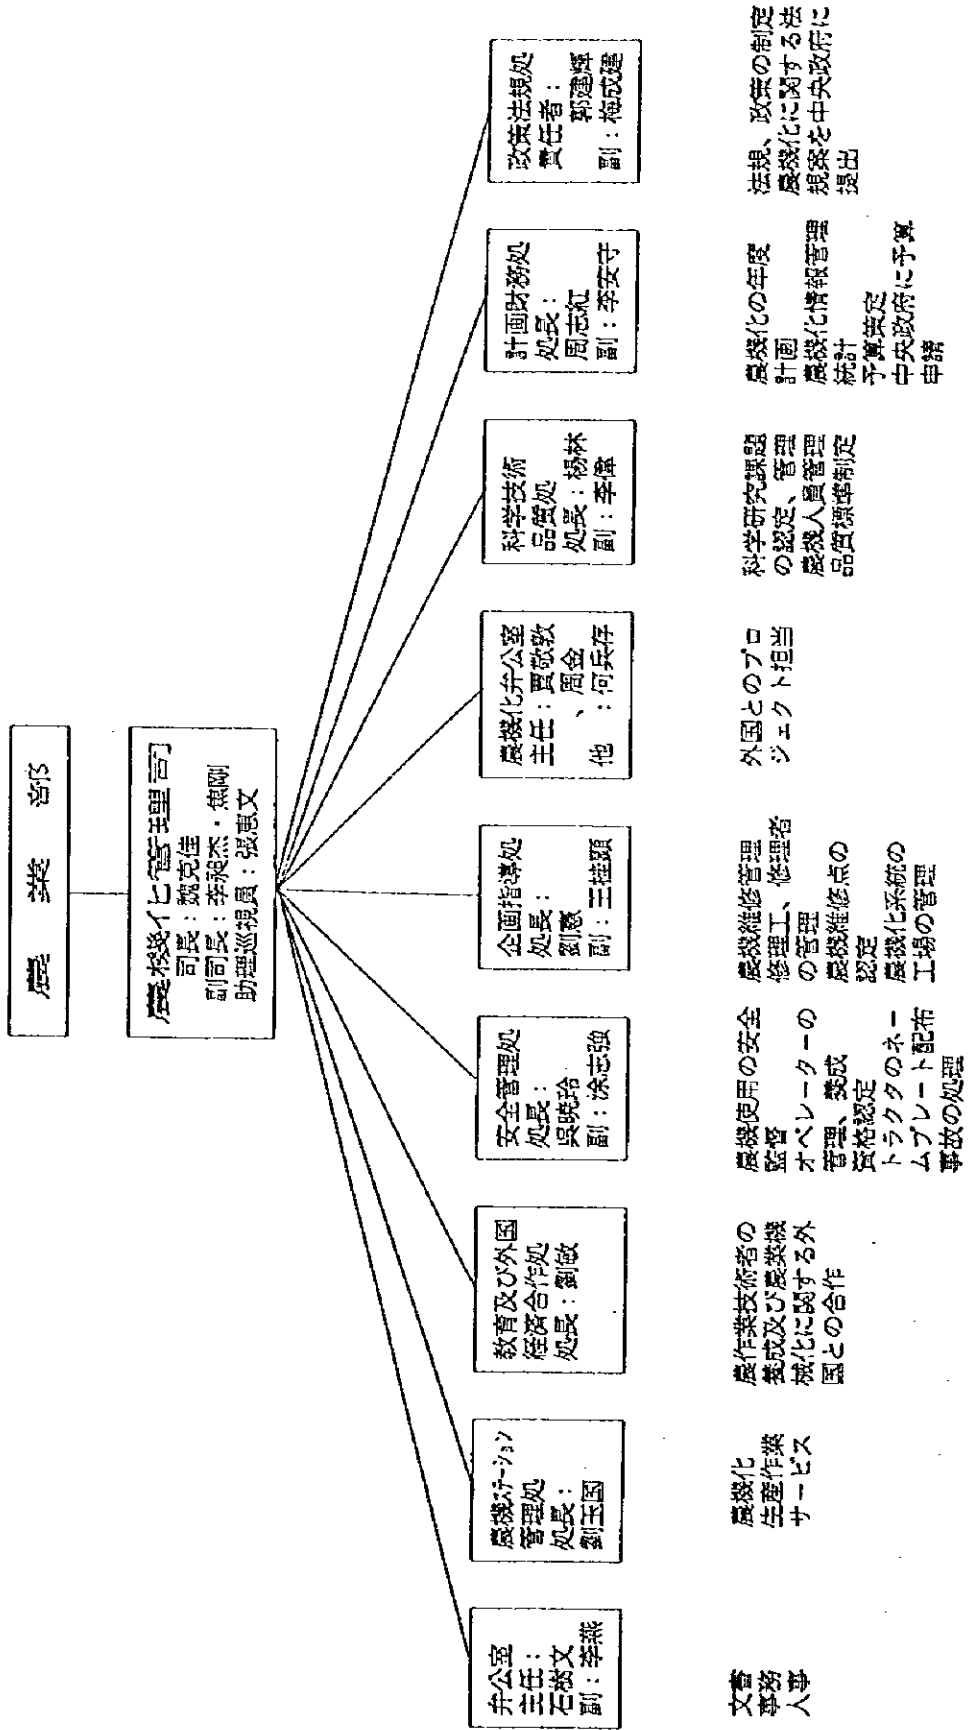 農業部
農機化管理司
司長：魏克佳
副司長：李昶杰・焦剛
助理巡視員：張恵文
弁公室
主任：
石樹文
副：李燕
農機ステーション
管理処
処長：
劉玉国
教育及び外国
経済合作処
処長：劉敏
安全管理処
処長：
呉暁玲
副：涂志強
企画指導処
処長：
劉憲
副：王桂顕
農機化弁公室
主任：賈敬敦
、周金
他：何兵存
科学技術
品質処
処長：楊林
副：李偉
計画財務処
処長：
周志紅
副：李安守
政策法規処
責任者：
郭建輝
副：梅成建
文書
事務
人事
農機化
生産作業
サービス
農作業技術者の
養成及び農業機
械化に関する外
国との合作
農機使用の安全
監督
オペレーターの
管理、養成
資格認定
トラクタのネー
ムプレート配布
事故の処理
農機維修管理
修理工、修理者
の管理
農機維修点の
認定
農機化系統の
工場の管理
外国とのプロ
ジェクト担当
科学研究課題
の認定、管理
農機人員管理
品質標準制定
農機化の年度
計画
農機化情報管理
統計
予算策定
中央政府に予算
申請
法規、政策の制定
農機化に関する法
規案を中央政府に
提出